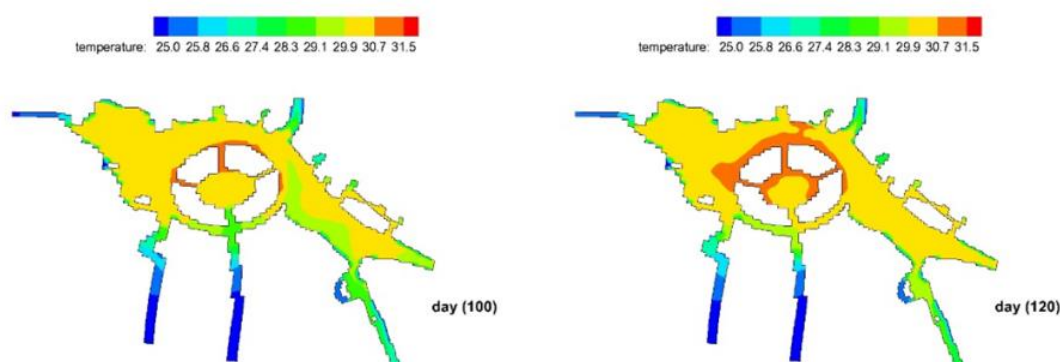 25.0 25.8 26.6 27.4 28.3 29.1 29.9 30.7 31.5
temperature:
day (100)
25.0 25.8 26.6 27.4 28.3 29.1 29.9 30.7 31.5
temperature:
day (120)